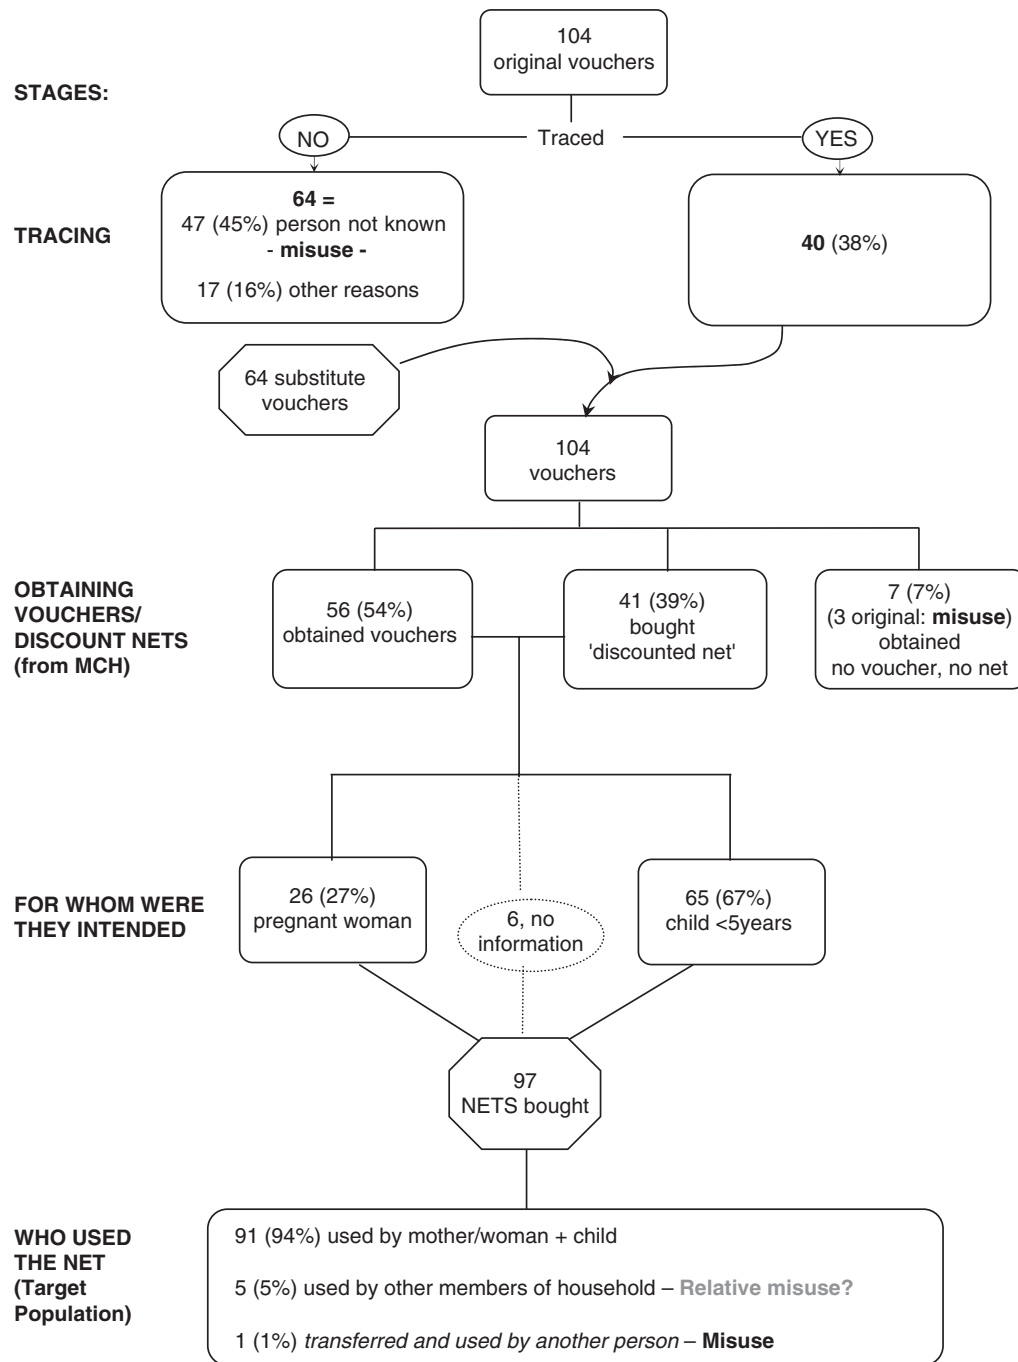 104
original vouchers
STAGES:
NO
Traced
YES
TRACING
64 =
47 (45%) person not known
- misuse -
17 (16%) other reasons
40 (38%)
64 substitute
vouchers
104
vouchers
OBTAINING
VOUCHERS/
DISCOUNT NETS
(from MCH)
56 (54%)
obtained vouchers
41 (39%)
bought
'discounted net'
7 (7%)
(3 original: misuse)
obtained
no voucher, no net
FOR WHOM WERE
THEY INTENDED
26 (27%)
pregnant woman
6, no
information
65 (67%)
child <5years
97
NETS bought
WHO USED
THE NET
(Target
Population)
91 (94%) used by mother/woman + child
5 (5%) used by other members of household – Relative misuse?
1 (1%) transferred and used by another person – Misuse